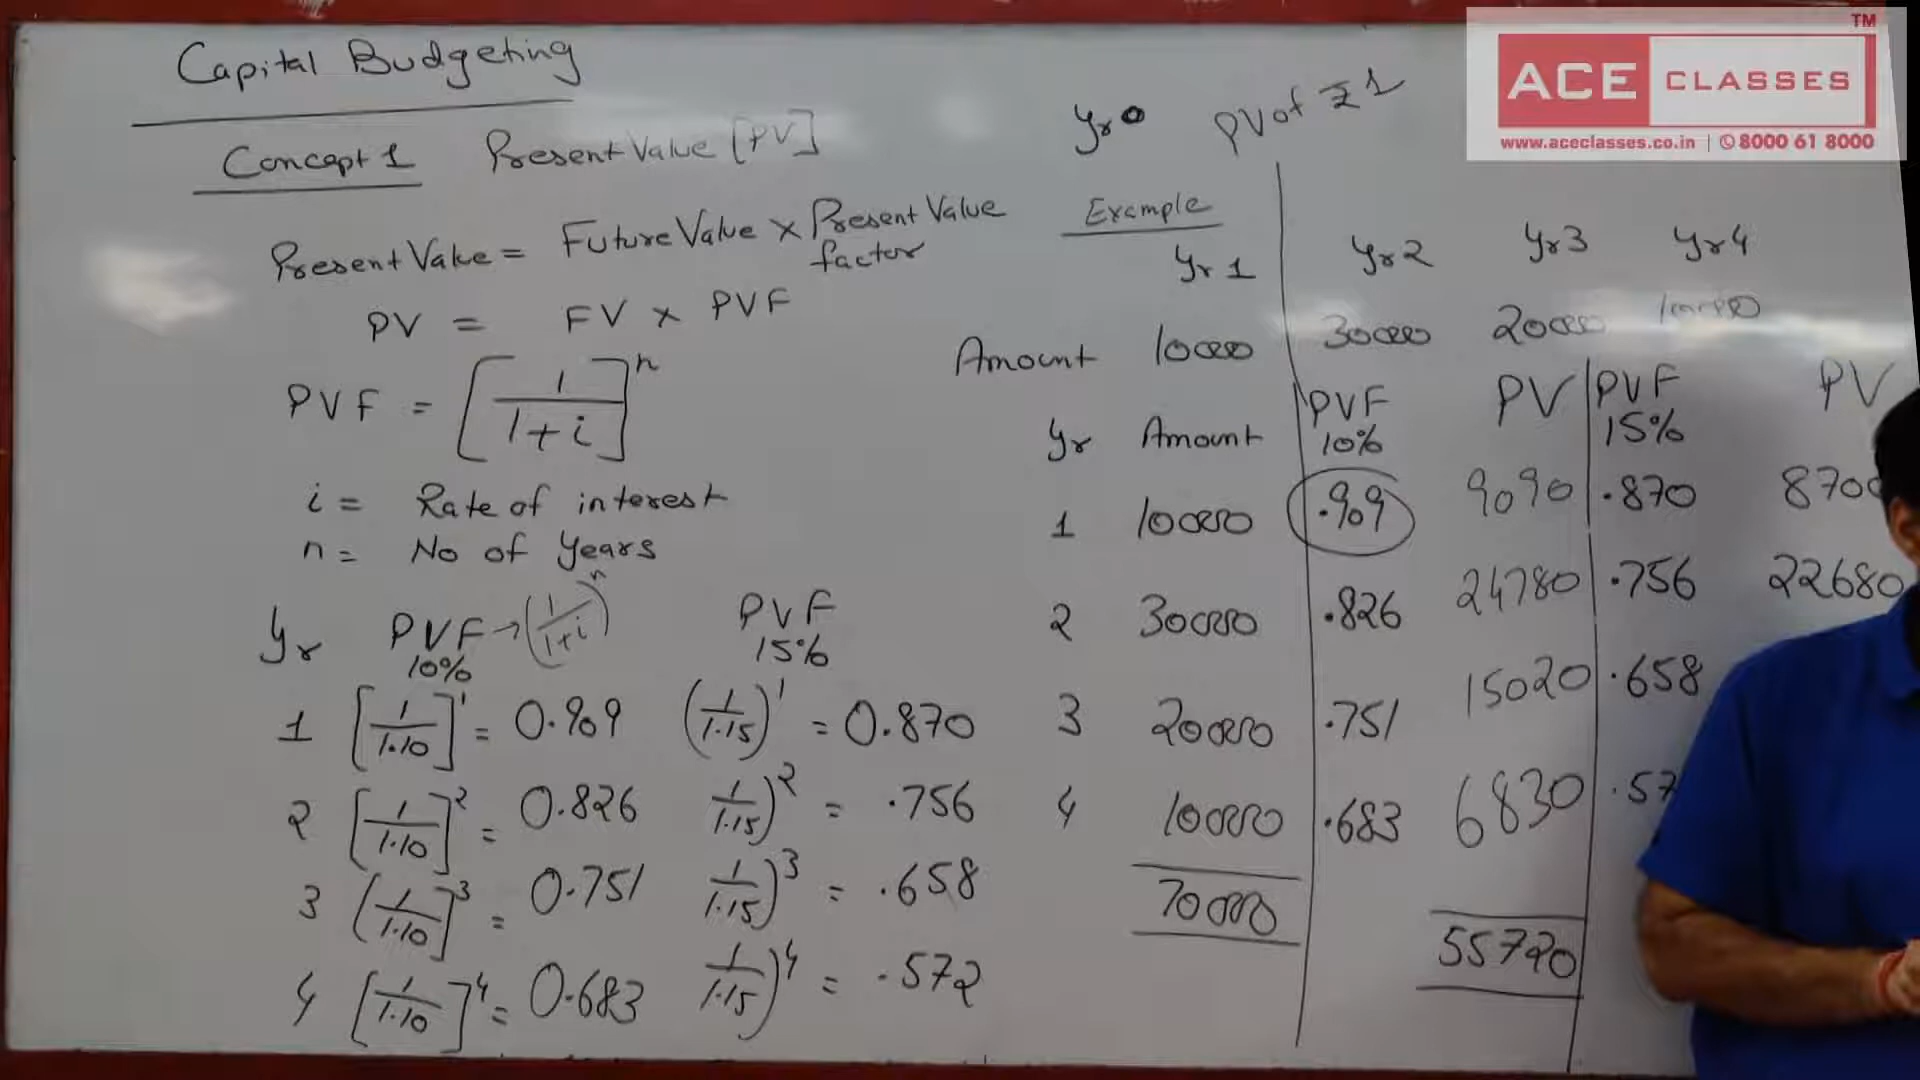 Capital Budgeting
Concept 1 Present Value [PV]
Present Value = Future Value × Present Value factor
PV = FV × PVF
PVF = [1/1+i]^n
i = Rate of interest
n = No of Years
Yr PVF 10% → (1/1+i)^n PVF 15%
1 [1/1.10]^1 = 0.909 (1/1.15)^1 = 0.870
2 [1/1.10]^2 = 0.826 1/1.15)^2 = .756
3 (1/1.10]^3 = 0.751 1/1.15)^3 = .658
4 [1/1.10]^4 = 0.683 1/1.15)^4 = .572
Yr 0 PV of ₹1
Example
Yr 1 Yr 2 Yr 3 Yr 4
Amount 10000 30000 20000 10000
Yr Amount PVF 10% PV PVF 15% PV
1 10000 .909 9090 .870 870
2 30000 .826 24780 .756 22680
3 20000 .751 15020 .658
4 10000 .683 6830 .57
70000 55720
TM
ACE CLASSES
www.aceclasses.co.in | 8000 61 8000